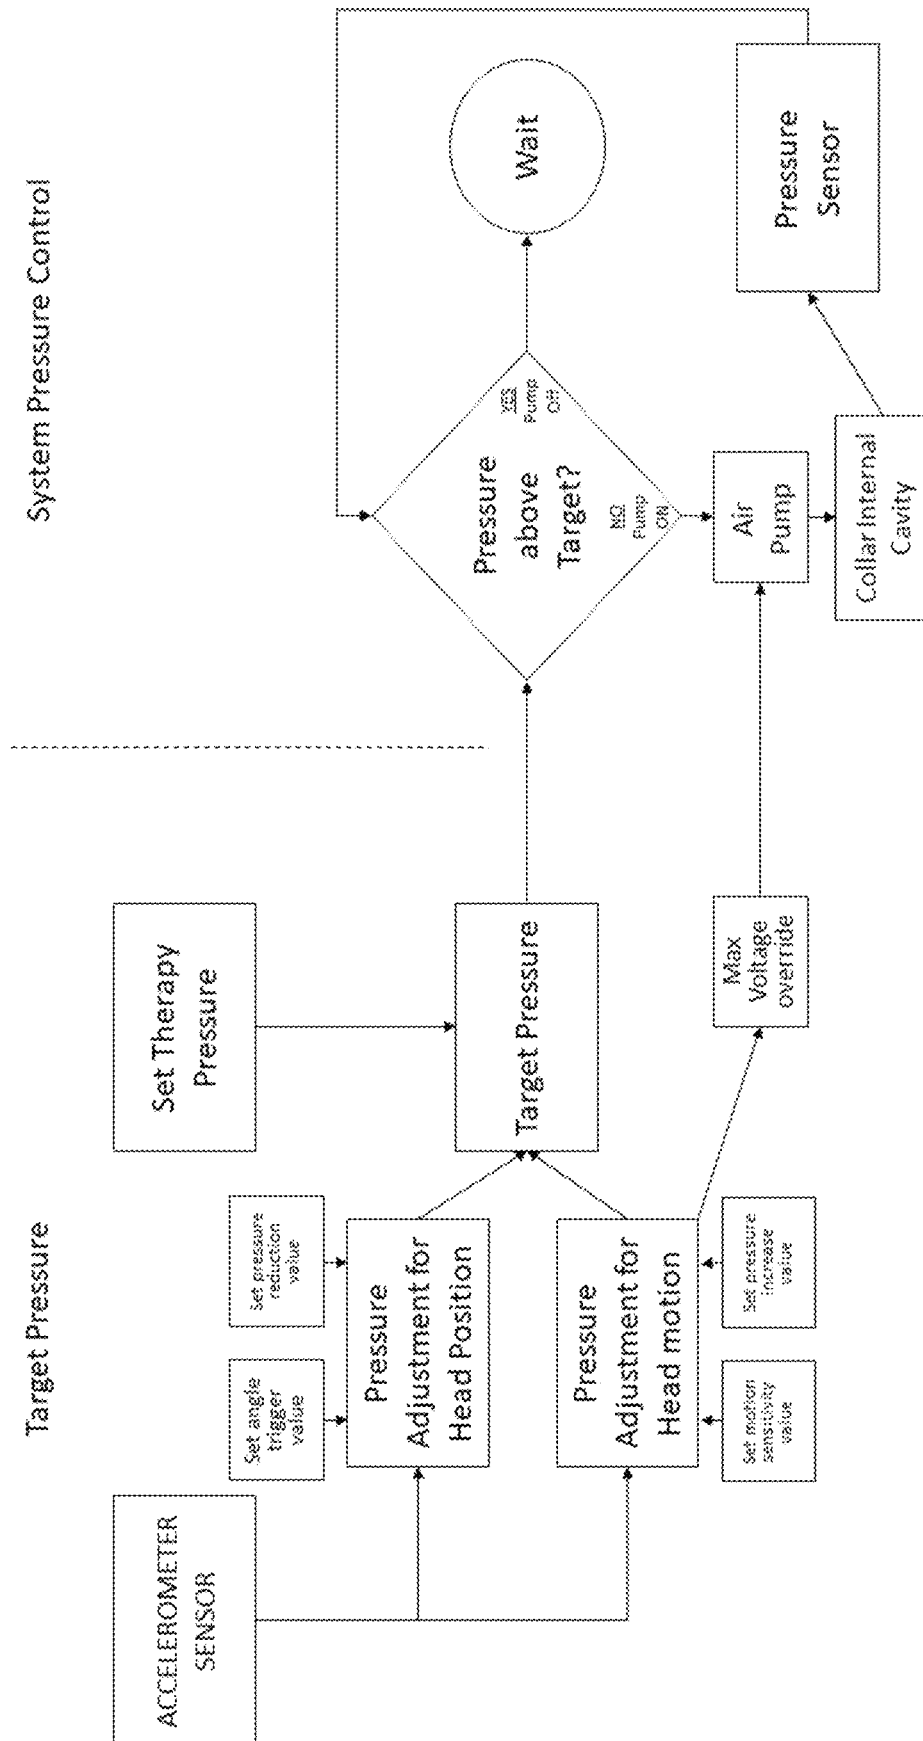 Target Pressure
System Pressure Control
ACCELEROMETER
SENSOR
Set Therapy
Pressure
Set angle
trigger
value
Set pressure
reduction
value
Pressure
Adjustment for
Head Position
Target Pressure
Pressure
Adjustment for
Head motion
Set motion
sensitivity
value
Set pressure
increase
value
Max
Voltage
override
Pressure
above
Target?
YES
Pump
Off
NO
Pump
ON
Wait
Air
Pump
Collar Internal
Cavity
Pressure
Sensor